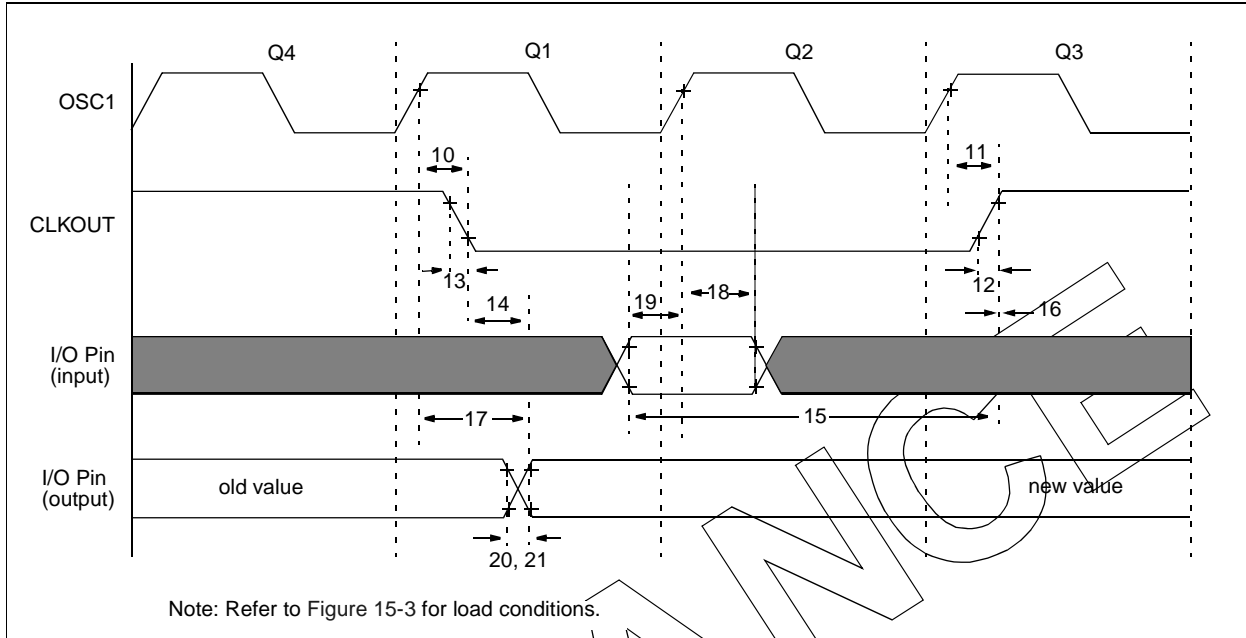 Q4 Q1 Q2 Q3
OSC1
10 11
CLKOUT
13 12
14 19 18 16
I/O Pin
(input)
17 15
I/O Pin
(output)
old value new value
20, 21
Note: Refer to Figure 15-3 for load conditions.